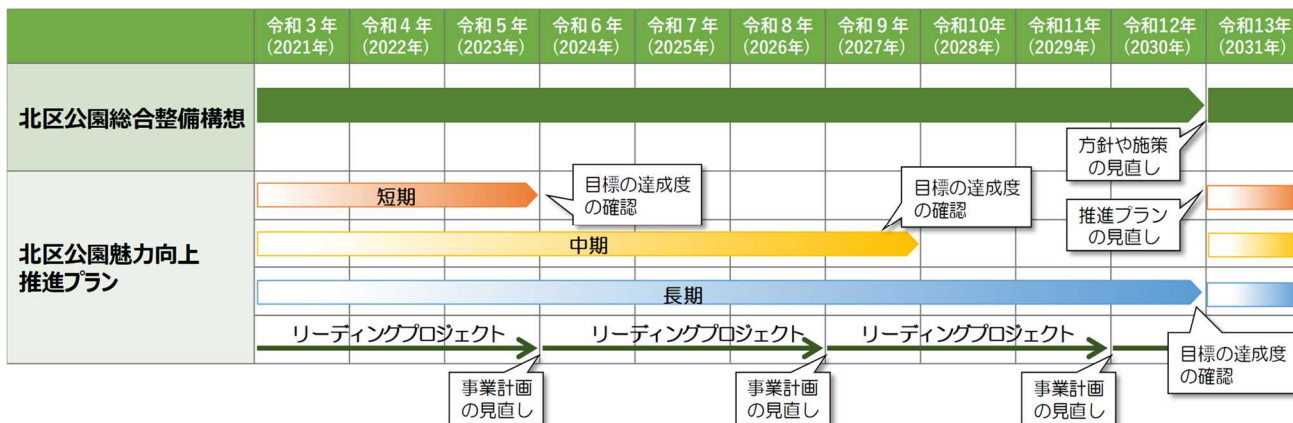 令和3年 令和4年 令和5年 令和6年 令和7年 令和8年 令和9年 令和10年 令和11年 令和12年 令和13年
(2021年) (2022年) (2023年) (2024年) (2025年) (2026年) (2027年) (2028年) (2029年) (2030年) (2031年)
北区公園総合整備構想
方針や施策
の見直し
北区公園魅力向上
推進プラン
短期
目標の達成度
の確認
目標の達成度
の確認
推進プラン
の見直し
中期
長期
リーディングプロジェクト リーディングプロジェクト リーディングプロジェクト
目標の達成度
の確認
事業計画
の見直し
事業計画
の見直し
事業計画
の見直し